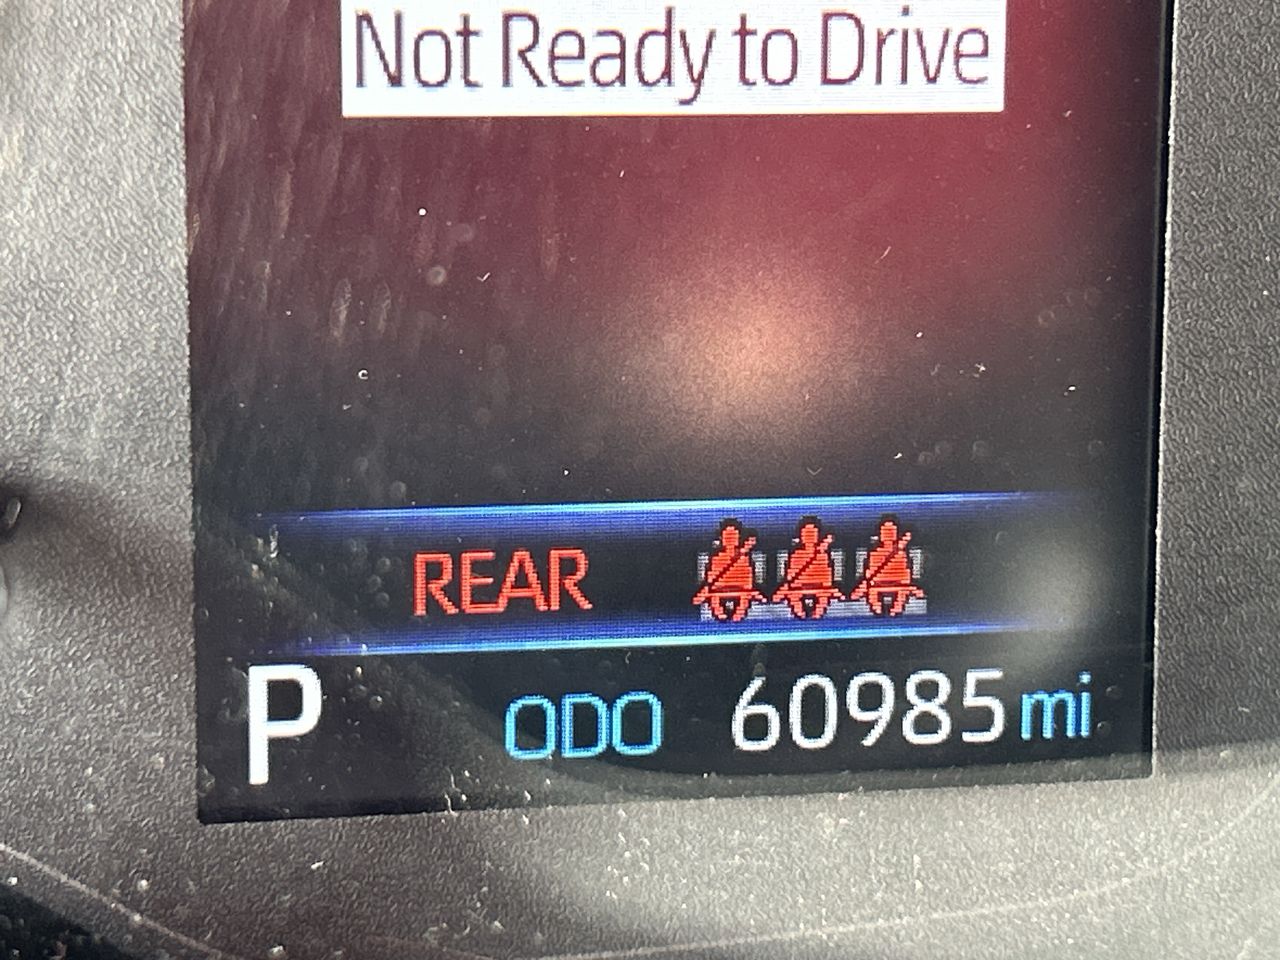 Not Ready to Drive
REAR
P ODO 60985 mi